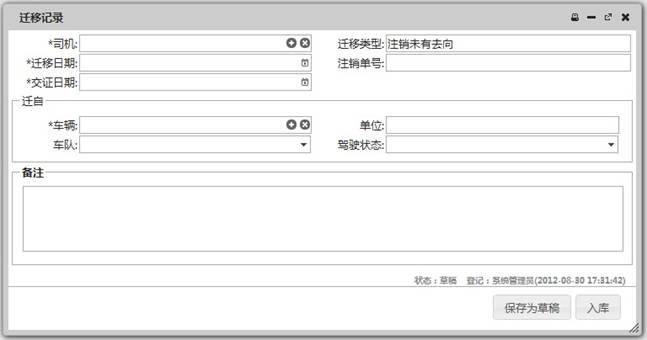 迁移记录
*司机: 迁移类型: 注销未有去向
*迁移日期: 注销单号:
*交证日期:
迁自
*车辆: 单位:
车队: 驾驶状态:
备注
状态：草稿 登记：系统管理员(2012-08-30 17:31:42)
保存为草稿 入库